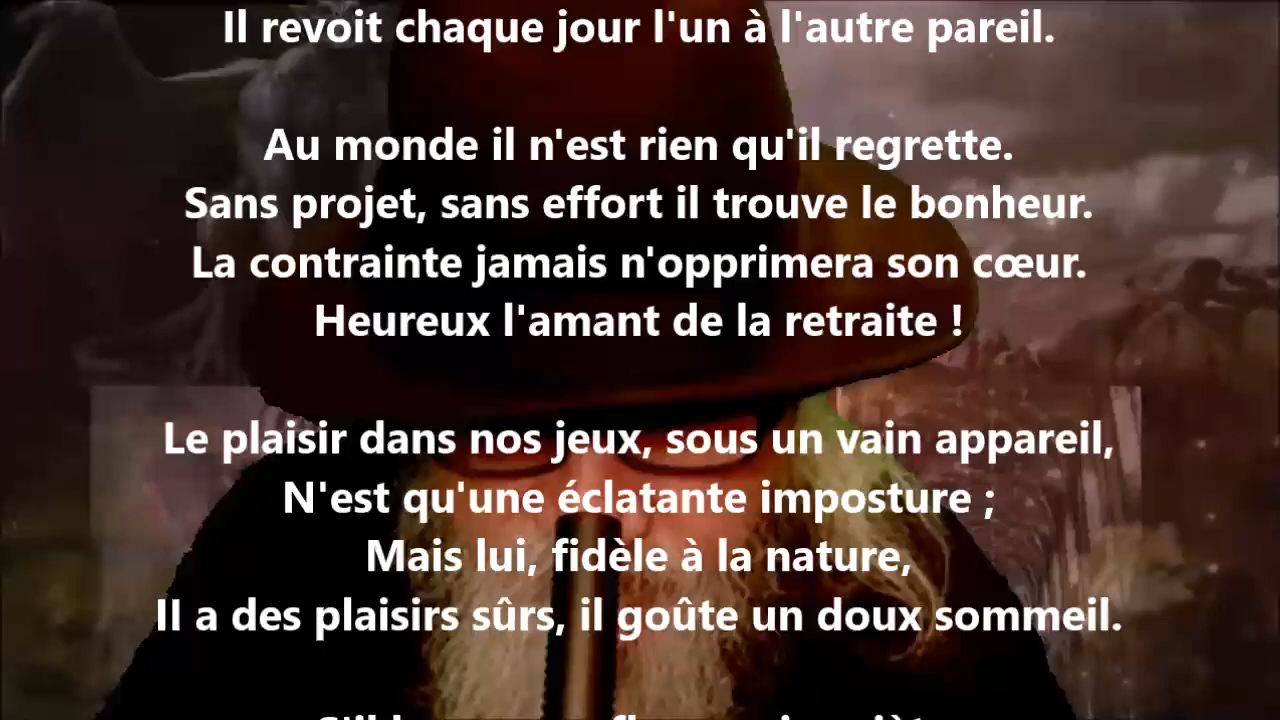 Il revoit chaque jour l'un à l'autre pareil.
Au monde il n'est rien qu'il regrette.
Sans projet, sans effort il trouve le bonheur.
La contrainte jamais n'opprimera son cœur.
Heureux l'amant de la retraite !
Le plaisir dans nos jeux, sous un vain appareil,
N'est qu'une éclatante imposture ;
Mais lui, fidèle à la nature,
Il a des plaisirs sûrs, il goûte un doux sommeil.